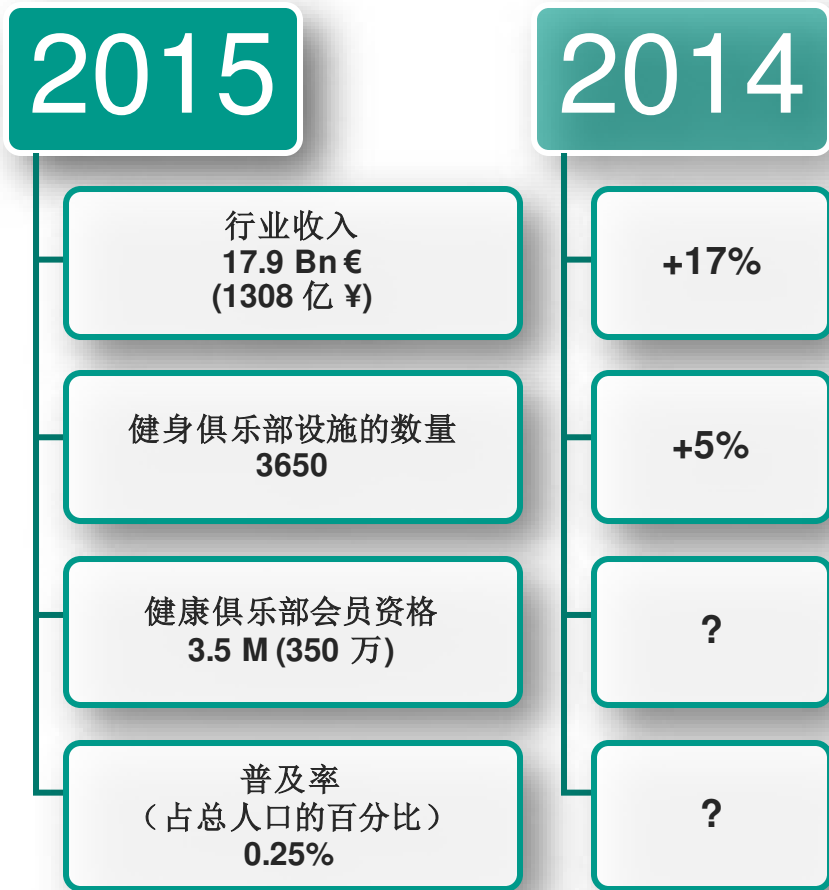 2015
行业收入
17.9 Bn €
(1308 亿 ¥)
健身俱乐部设施的数量
3650
健康俱乐部会员资格
3.5 M (350 万)
普及率
（占总人口的百分比）
0.25%
2014
+17%
+5%
?
?